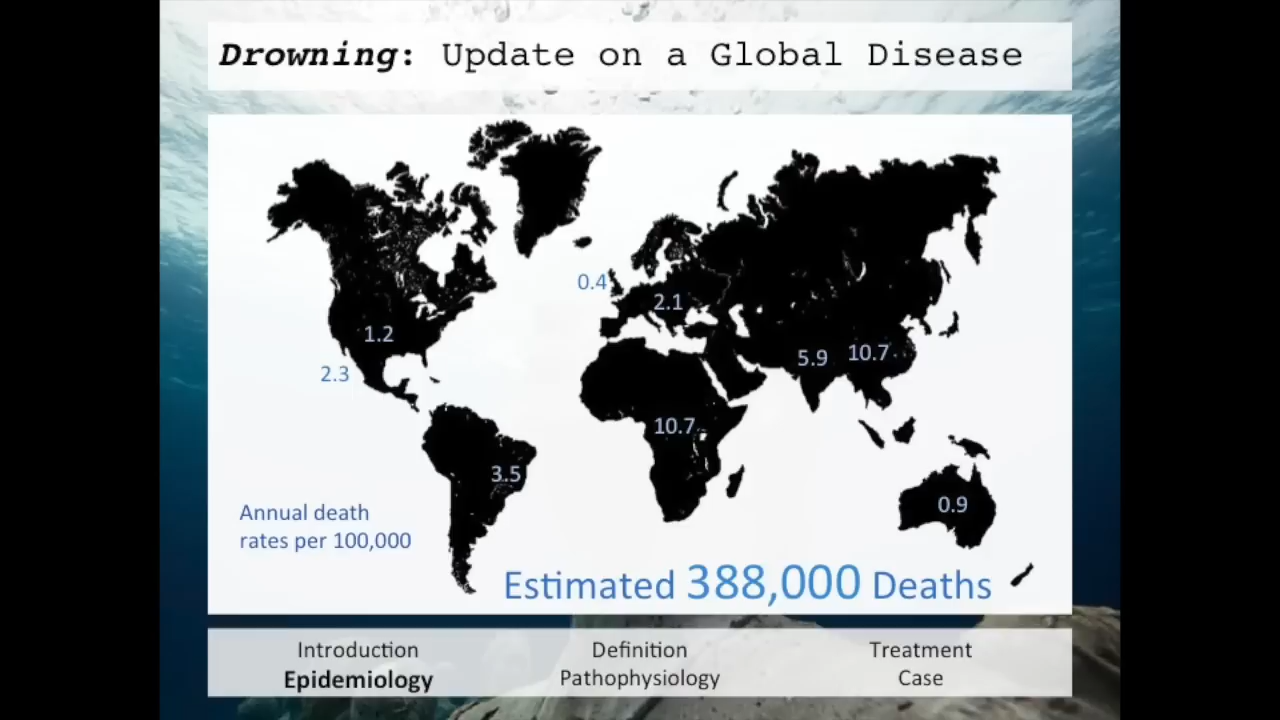 Drowning: Update on a Global Disease
0.4
2.1
1.2
5.9
10.7
2.3
10.7
3.5
0.9
Annual death
rates per 100,000
Estimated 388,000 Deaths
Introduction
Definition
Treatment
Epidemiology
Pathophysiology
Case